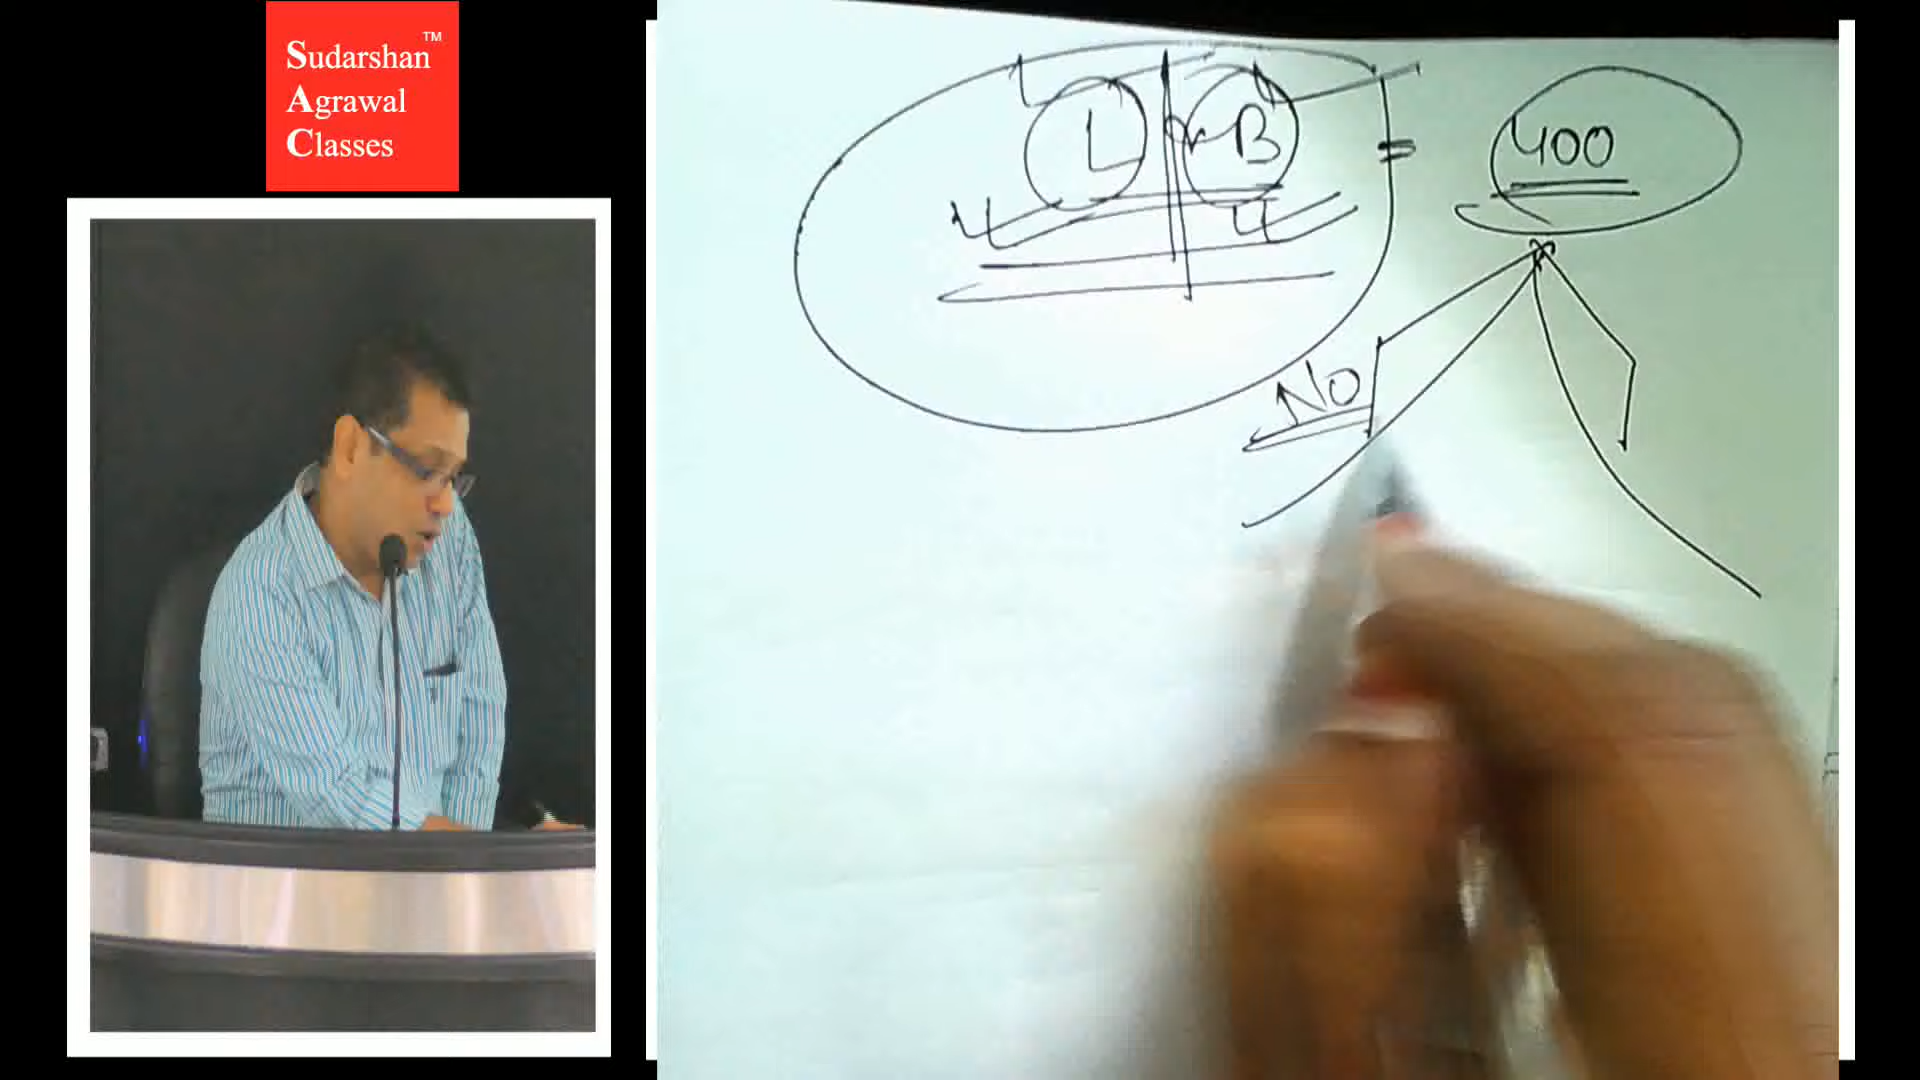 Sudarshan™
Agrawal
Classes
L & B = 400
No